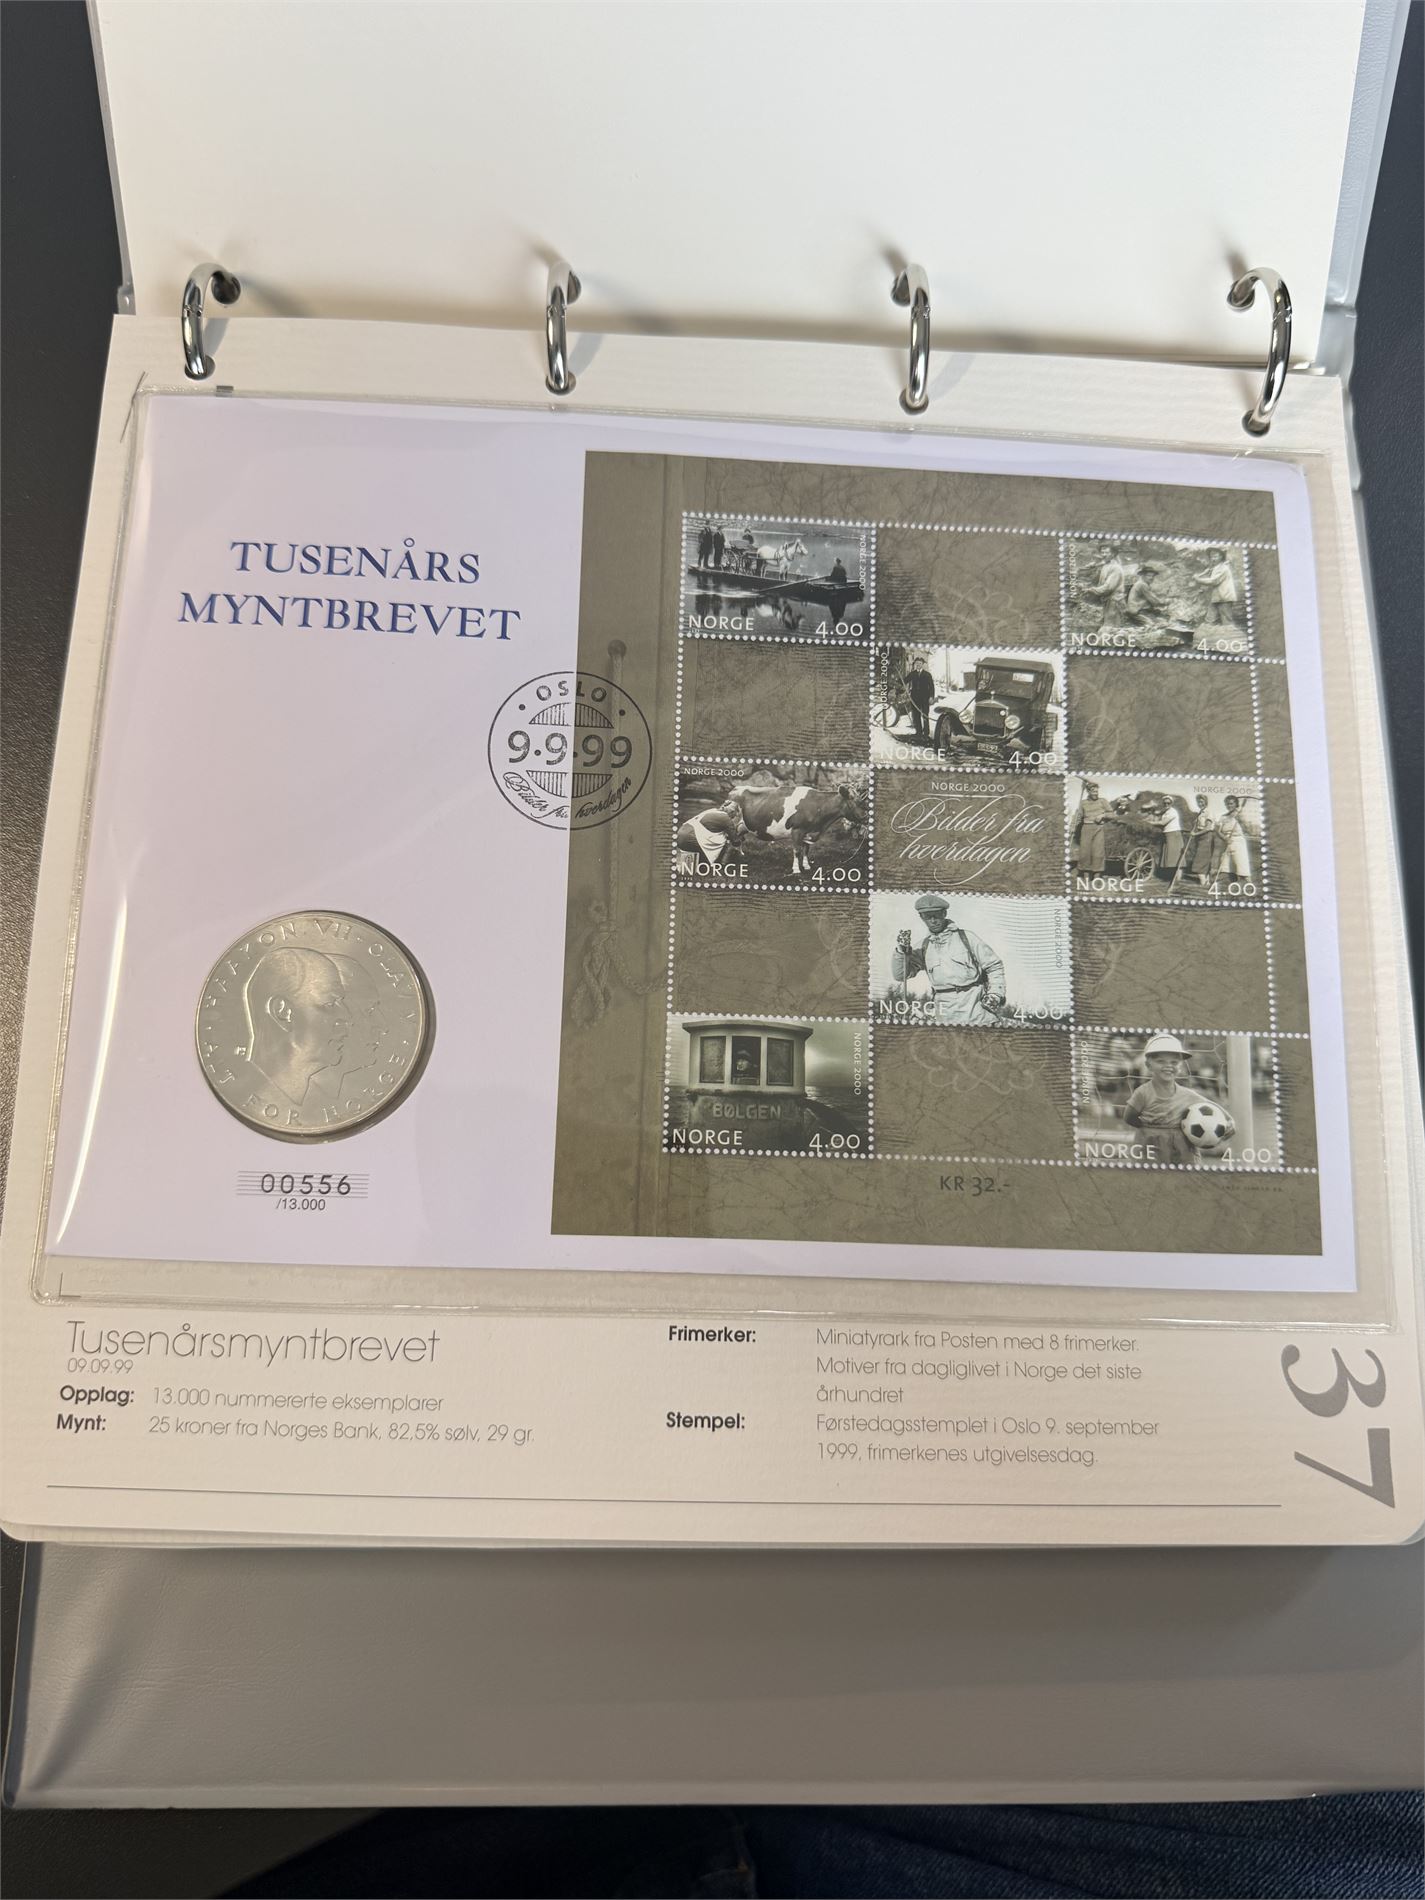 TUSENÅRS
MYNTBREVET
OSLO
9.9.99
Bilder fra hverdagen
NORGE 2000
NORGE 4.00
NORGE 2000
NORGE 4.00
NORGE 2000
NORGE 4.00
NORGE 2000
NORGE 4.00
NORGE 2000
Bilder fra
hverdagen
NORGE 2000
NORGE 4.00
NORGE 2000
NORGE 4.00
NORGE 2000
BØLGEN
NORGE 4.00
NORGE 2000
NORGE 4.00
KR 32.-
HAAKON VII · OLAV V
ALT FOR NORGE
00556
/13.000
Tusenårsmyntbrevet
09.09.99
Opplag: 13.000 nummererte eksemplarer
Mynt: 25 kroner fra Norges Bank, 82,5% sølv, 29 gr.
Frimerker: Miniatyrark fra Posten med 8 frimerker.
Motiver fra dagliglivet i Norge det siste
århundret
Stempel: Førstedagsstemplet i Oslo 9. september
1999, frimerkenes utgivelsesdag.
37